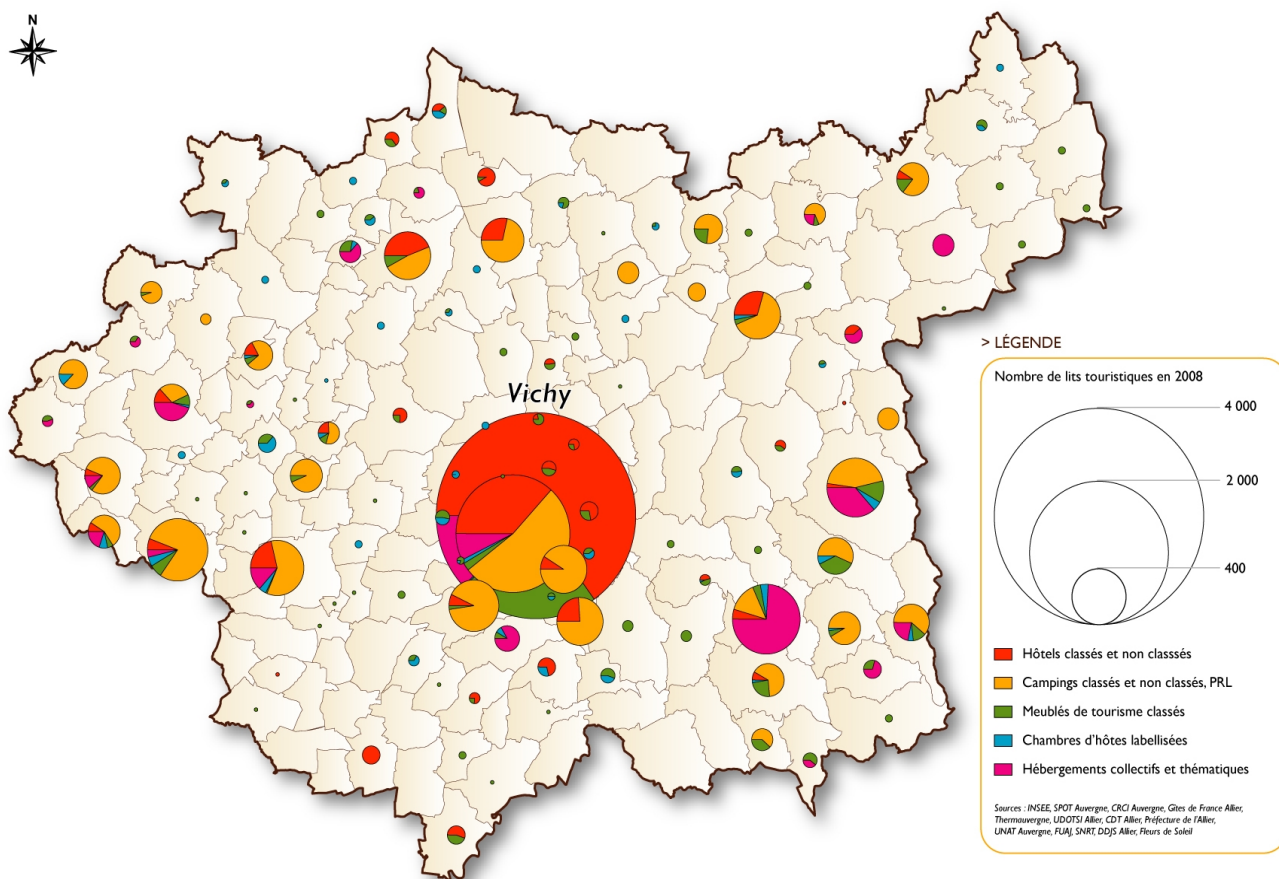 N
Vichy
> LÉGENDE
Nombre de lits touristiques en 2008
4 000
2 000
400
Hôtels classés et non classsés
Campings classés et non classés, PRL
Meublés de tourisme classés
Chambres d'hôtes labellisées
Hébergements collectifs et thématiques
Sources : INSEE, SPOT Auvergne, CRCI Auvergne, Gîtes de France Allier,
Thermauvergne, UDOTSI Allier, CDT Allier, Préfecture de l'Allier,
UNAT Auvergne, FUAJ, SNRT, DDJS Allier, Fleurs de Soleil